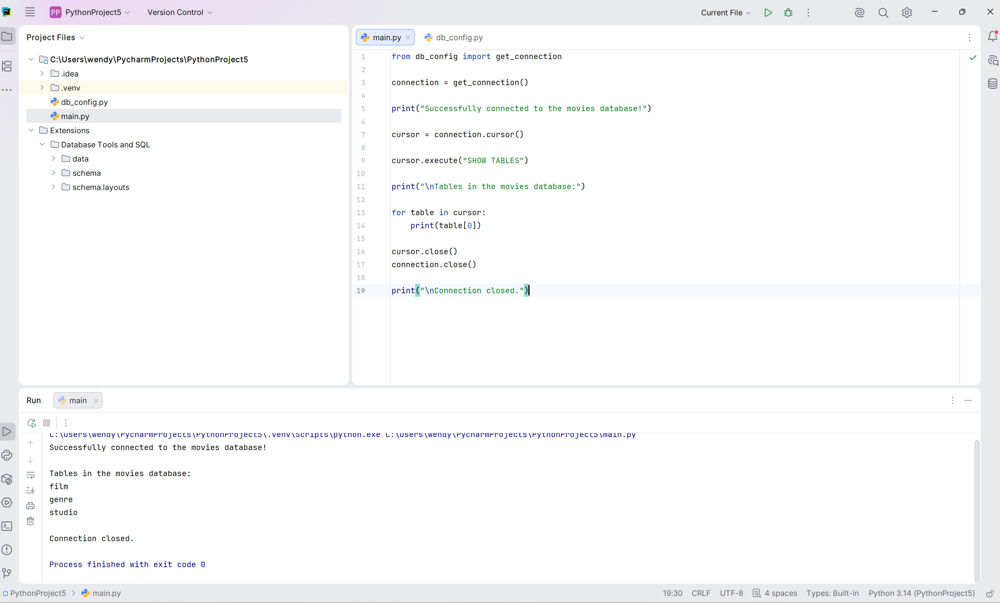 PC
PP PythonProject5 Version Control Current File
Project Files
C:\Users\wendy\PycharmProjects\PythonProject5
.idea
.venv
db_config.py
main.py
Extensions
Database Tools and SQL
data
schema
schema.layouts
main.py db_config.py
1 from db_config import get_connection
2
3 connection = get_connection()
4
5 print("Successfully connected to the movies database!")
6
7 cursor = connection.cursor()
8
9 cursor.execute("SHOW TABLES")
10
11 print("\nTables in the movies database:")
12
13 for table in cursor:
14 print(table[0])
15
16 cursor.close()
17 connection.close()
18
19 print("\nConnection closed.")
Run main
C:\Users\wendy\PycharmProjects\PythonProject5\.venv\Scripts\python.exe C:\Users\wendy\PycharmProjects\PythonProject5\main.py
Successfully connected to the movies database!
Tables in the movies database:
film
genre
studio
Connection closed.
Process finished with exit code 0
PythonProject5 > main.py 19:30 CRLF UTF-8 4 spaces Types: Built-in Python 3.14 (PythonProject5)